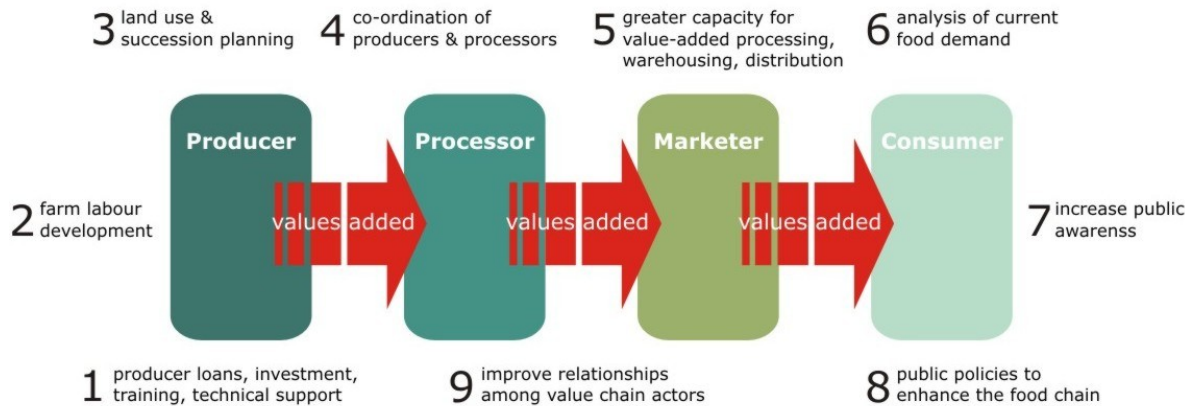 3 land use &
succession planning
4 co-ordination of
producers & processors
5 greater capacity for
value-added processing,
warehousing, distribution
6 analysis of current
food demand
Producer
Processor
Marketer
Consumer
2 farm labour
development
values added
values added
values added
7 increase public
awarenss
1 producer loans, investment,
training, technical support
9 improve relationships
among value chain actors
8 public policies to
enhance the food chain